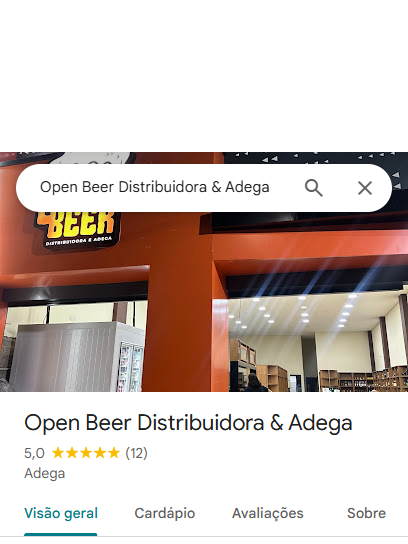 Open Beer Distribuidora & Adega
BEER
DISTRIBUIDORA E ADEGA
Open Beer Distribuidora & Adega
5,0 (12)
Adega
Visão geral Cardápio Avaliações Sobre